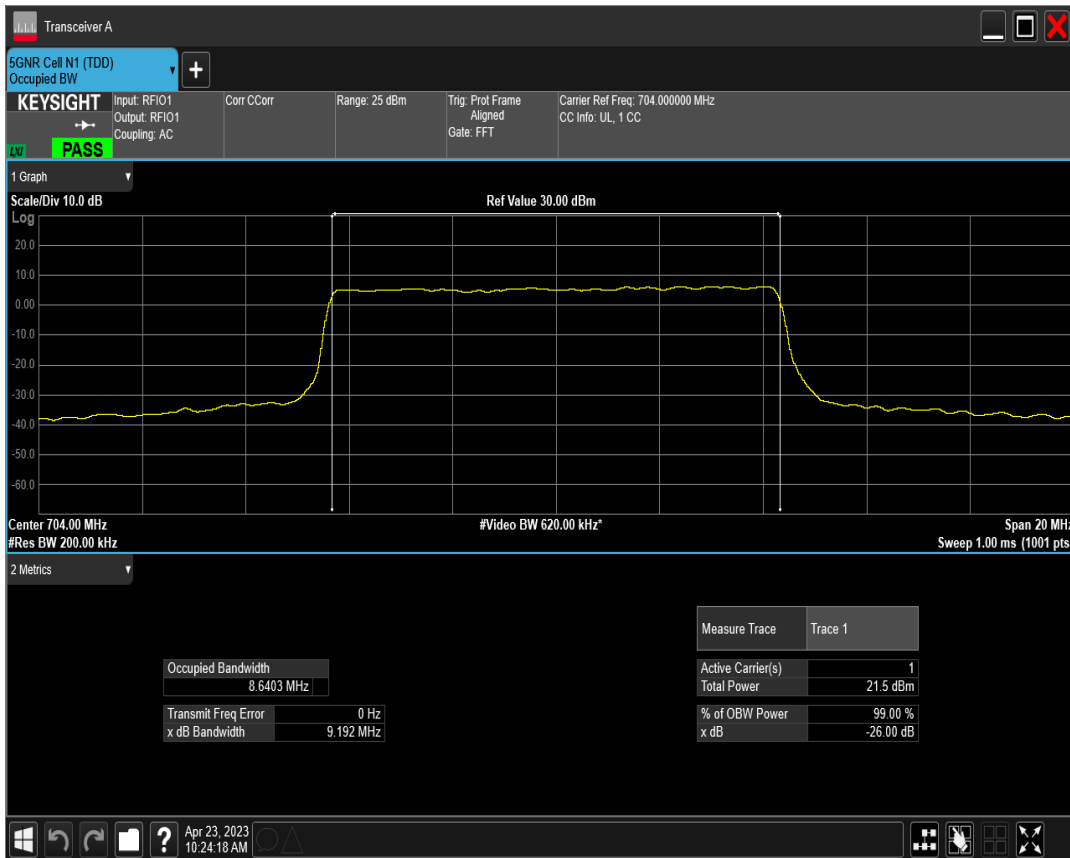 Transceiver A
5GNR Cell N1 (TDD)
Occupied BW
+
KEYSIGHT
LXI
PASS
Input: RFIO1
Output: RFIO1
Coupling: AC
Corr CCorr
Range: 25 dBm
Trig: Prot Frame
Aligned
Gate: FFT
Carrier Ref Freq: 704.000000 MHz
CC Info: UL, 1 CC
1 Graph
Scale/Div 10.0 dB
Ref Value 30.00 dBm
Log
20.0
10.0
0.00
-10.0
-20.0
-30.0
-40.0
-50.0
-60.0
Center 704.00 MHz
#Video BW 620.00 kHz*
Span 20 MHz
#Res BW 200.00 kHz
Sweep 1.00 ms (1001 pts
2 Metrics
Measure Trace Trace 1
Occupied Bandwidth
8.6403 MHz
Active Carrier(s) 1
Total Power 21.5 dBm
Transmit Freq Error 0 Hz
x dB Bandwidth 9.192 MHz
% of OBW Power 99.00 %
x dB -26.00 dB
?
Apr 23, 2023
10:24:18 AM